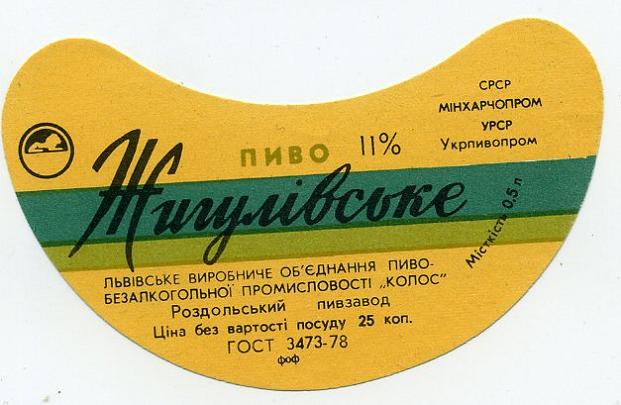 СРСР
МІНХАРЧОПРОМ
УРСР
Укрпивопром
ПИВО 11%
Жигулівське
Місткість 0,5 л
ЛЬВІВСЬКЕ ВИРОБНИЧЕ ОБ'ЄДНАННЯ ПИВО-
БЕЗАЛКОГОЛЬНОЇ ПРОМИСЛОВОСТІ „КОЛОС"
Роздольський пивзавод
Ціна без вартості посуду 25 коп.
ГОСТ 3473-78
фоф